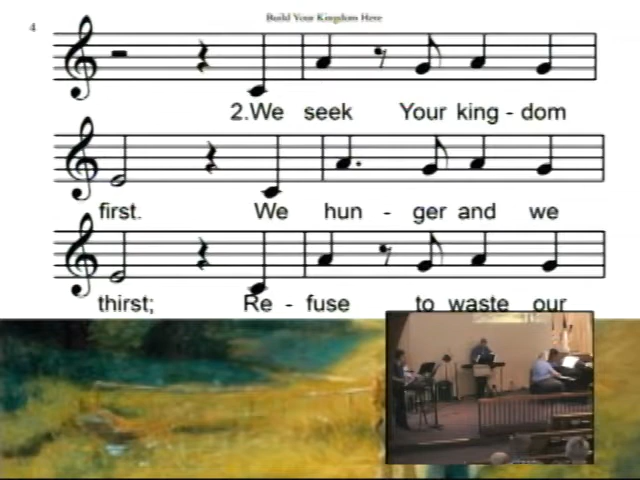 Build Your Kingdom Here
4
2.We seek Your king - dom
first. We hun - ger and we
thirst; Re - fuse to waste our